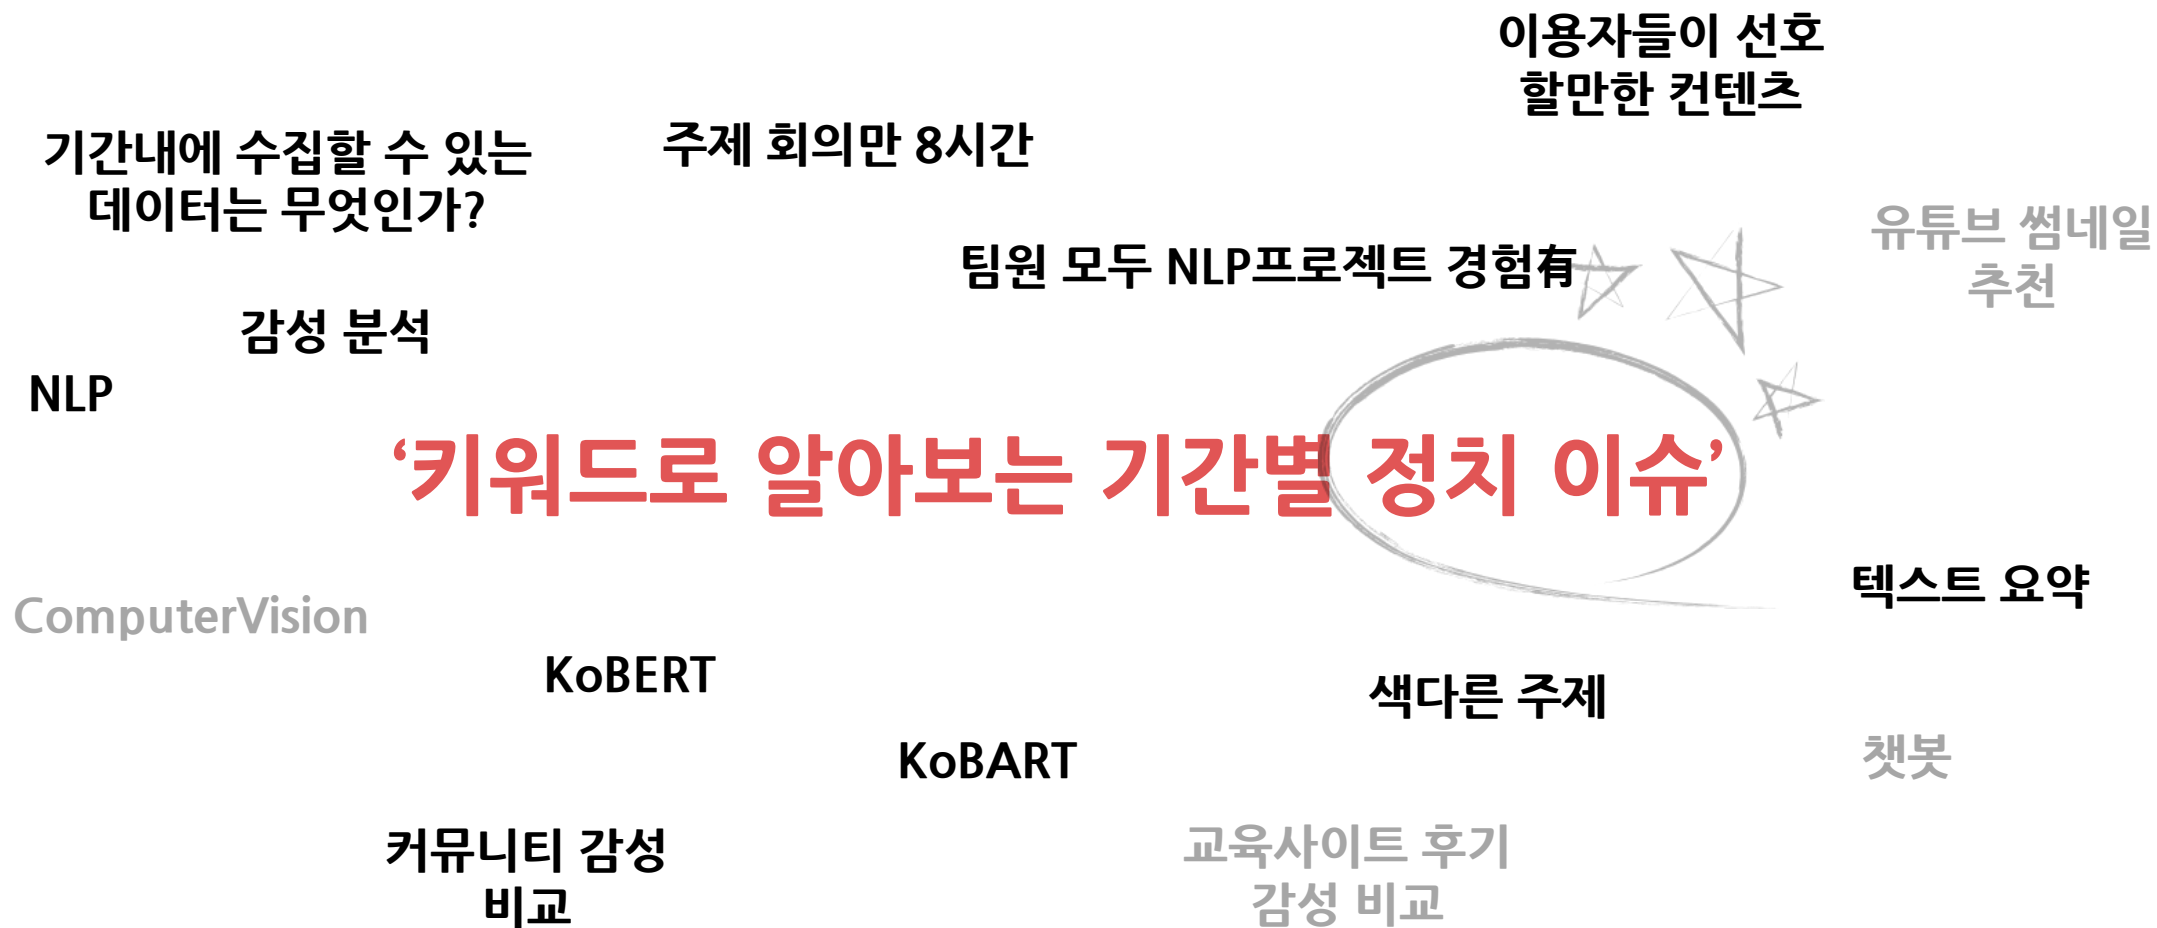 이용자들이 선호
할만한 컨텐츠
기간내에 수집할 수 있는
데이터는 무엇인가?
주제 회의만 8시간
유튜브 썸네일
추천
팀원 모두 NLP프로젝트 경험有
감성 분석
NLP
‘키워드로 알아보는 기간별 정치 이슈’
텍스트 요약
ComputerVision
KoBERT
색다른 주제
KoBART
챗봇
커뮤니티 감성
비교
교육사이트 후기
감성 비교